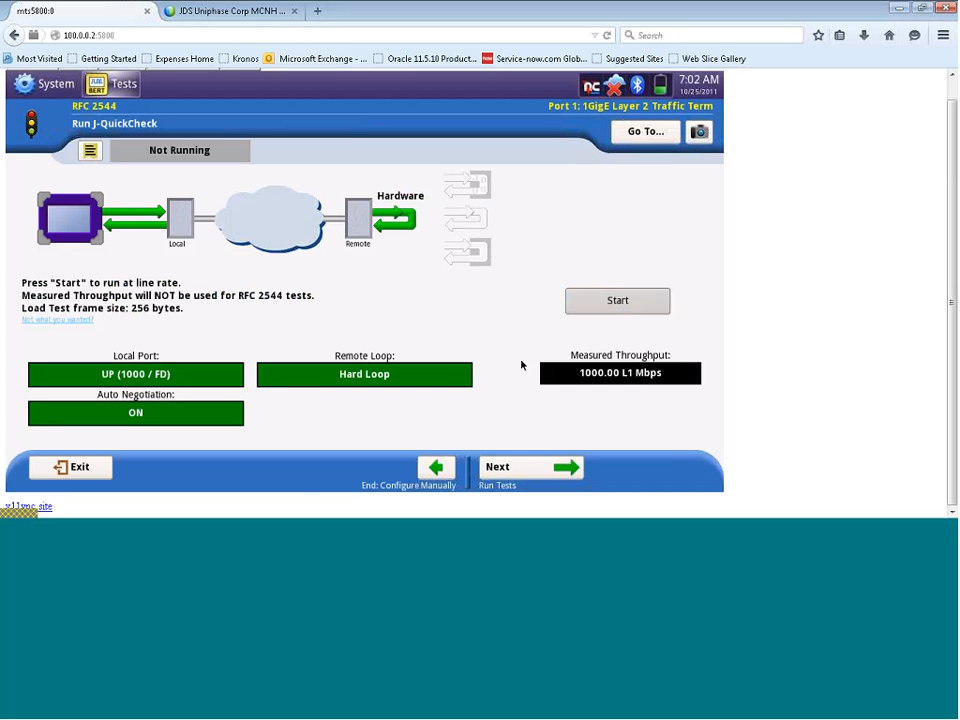 mts5800:0
JDS Uniphase Corp MCNH ...
100.0.0.2:5800
Search
Most Visited
Getting Started
Expenses Home
Kronos
Microsoft Exchange - ...
Oracle 11.5.10 Product...
Service-now.com Glob...
Suggested Sites
Web Slice Gallery
System
Tests
7:02 AM
10/25/2011
RFC 2544
Port 1: 1GigE Layer 2 Traffic Term
Run J-QuickCheck
Go To...
Not Running
Hardware
Local
Remote
Press "Start" to run at line rate.
Measured Throughput will NOT be used for RFC 2544 tests.
Load Test frame size: 256 bytes.
Not what you wanted?
Start
Local Port:
Remote Loop:
Measured Throughput:
UP (1000 / FD)
Hard Loop
1000.00 L1 Mbps
Auto Negotiation:
ON
Exit
Next
End: Configure Manually
Run Tests
site